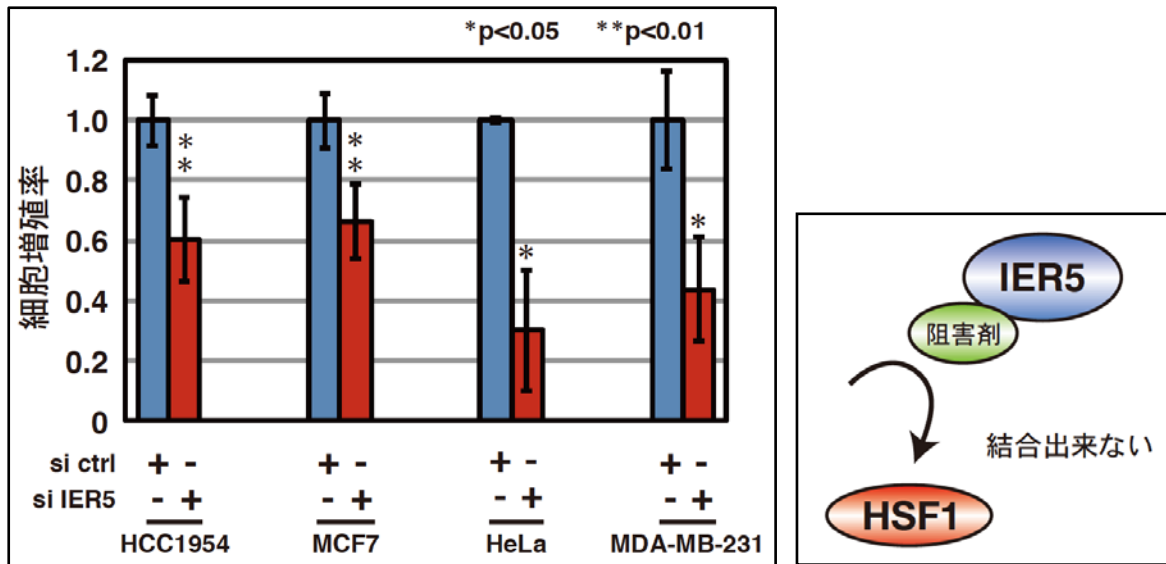 *p<0.05 **p<0.01
細胞増殖率
1.2
1.0
0.8
0.6
0.4
0.2
0
**
**
*
*
si ctrl + - + - + - + -
si IER5 - + - + - + - +
HCC1954 MCF7 HeLa MDA-MB-231
IER5
阻害剤
結合出来ない
HSF1